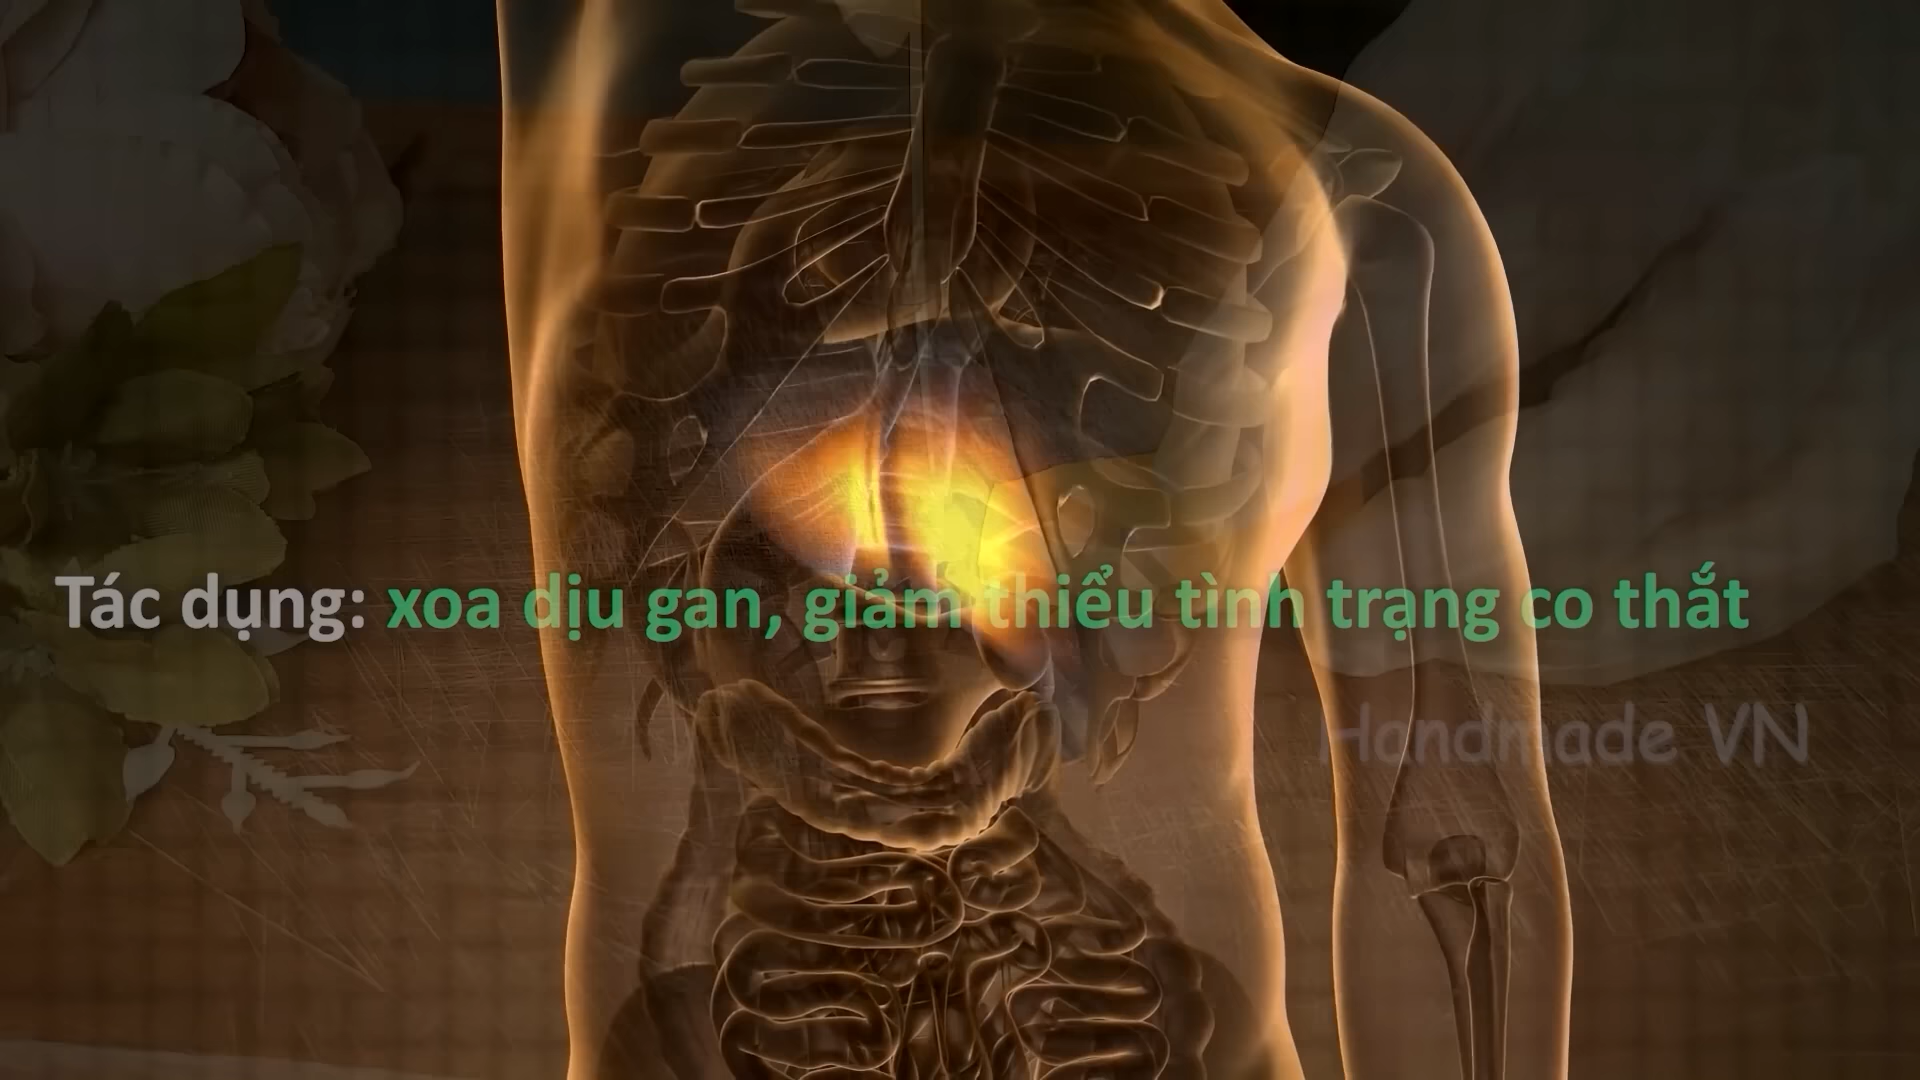 Tác dụng: xoa dịu gan, giảm thiểu tình trạng co thắt
Handmade VN